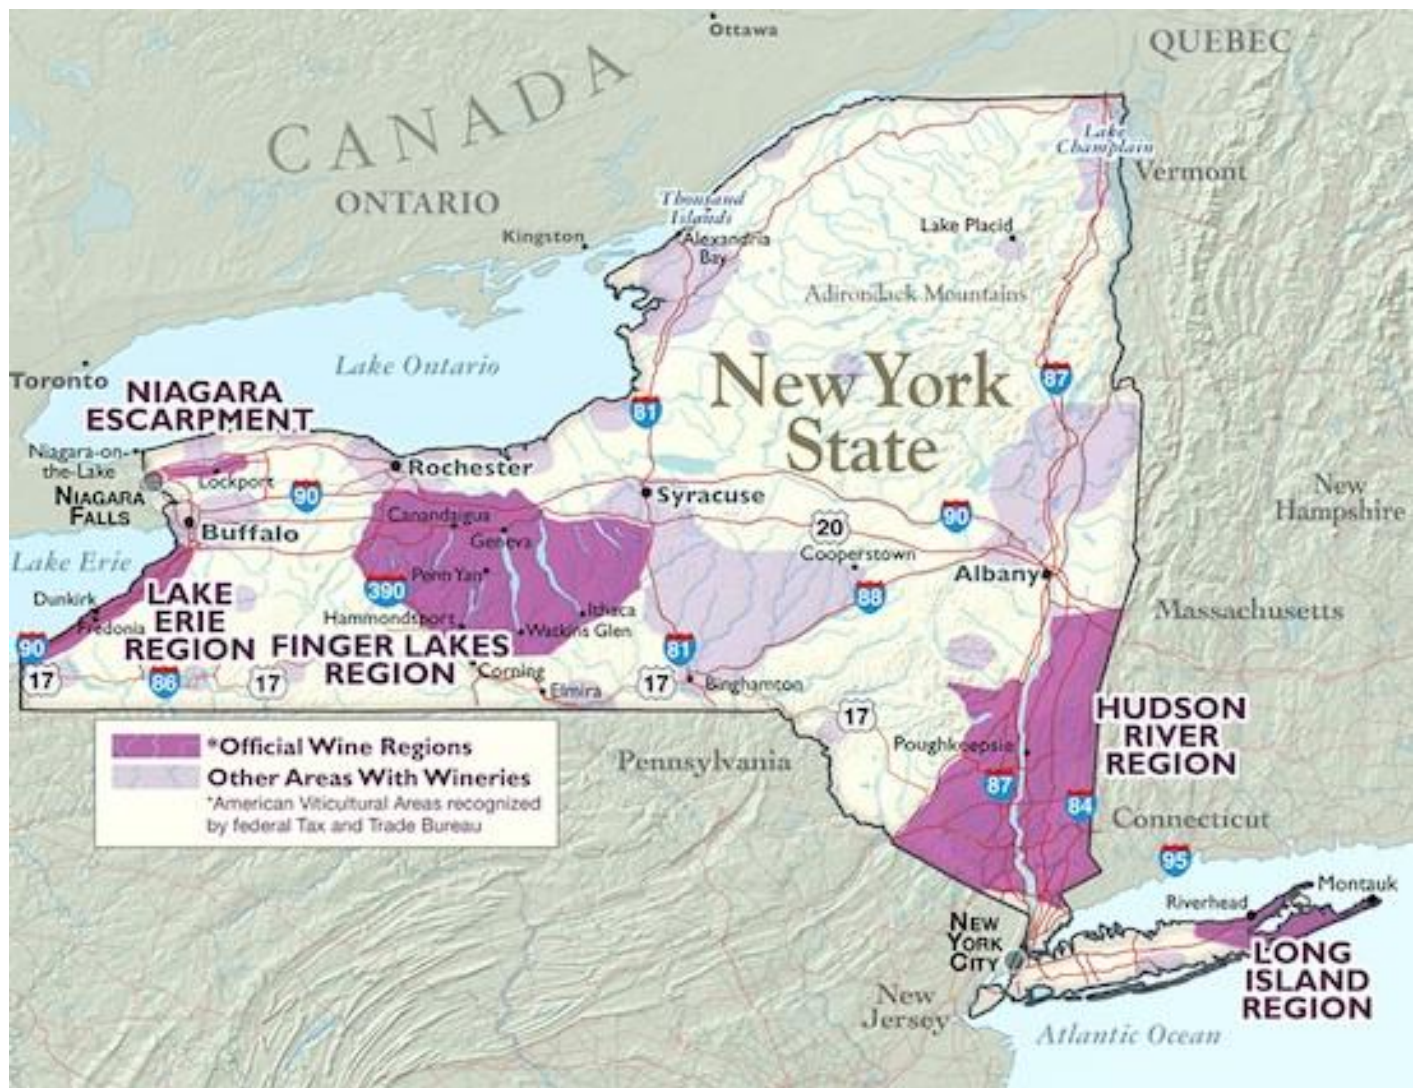 Ottawa
QUEBEC
CANADA
ONTARIO
Lake
Champlain
Vermont
Thousand
Islands
Kingston
Alexandria
Bay
Lake Placid
Adirondack Mountains
Lake Ontario
Toronto
NIAGARA
ESCARPMENT
New York
State
87
81
Niagara-on-
the-Lake
Lockport
Rochester
NIAGARA
FALLS
90
Syracuse
New
Hampshire
Buffalo
Canandaigua
Geneva
20
90
Cooperstown
Lake Erie
Penn Yan
390
Albany
88
Dunkirk
Fredonia
LAKE
ERIE
REGION
Hammondsport
Ithaca
Watkins Glen
Massachusetts
FINGER LAKES
REGION
90
17
86
17
Corning
Elmira
17
81
Binghamton
17
HUDSON
RIVER
REGION
Poughkeepsie
87
84
Pennsylvania
*Official Wine Regions
Other Areas With Wineries
*American Viticultural Areas recognized
by federal Tax and Trade Bureau
Connecticut
95
Montauk
Riverhead
NEW
YORK
CITY
LONG
ISLAND
REGION
New
Jersey
Atlantic Ocean